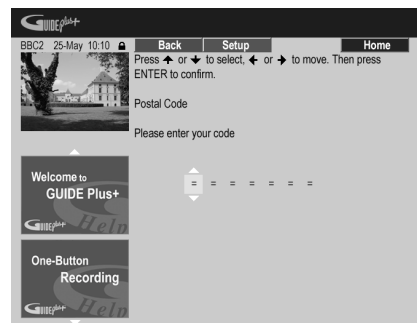 GUIDE Plus+
BBC2 25-May 10:10 Back Setup Home
Press ↑ or ↓ to select, ← or → to move. Then press
ENTER to confirm.
Postal Code
Please enter your code
= = = = = = =
Welcome to
GUIDE Plus+
GUIDE Plus+ Help
One-Button
Recording
GUIDE Plus+ Help